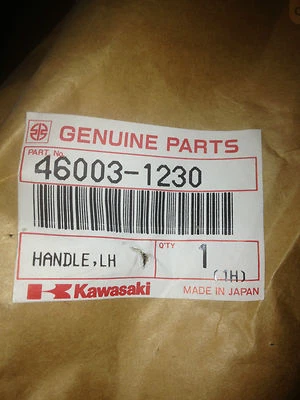 GENUINE PARTS
PART No.
46003-1230
HANDLE,LH
Q'TY
1
(1H)
Kawasaki
MADE IN JAPAN